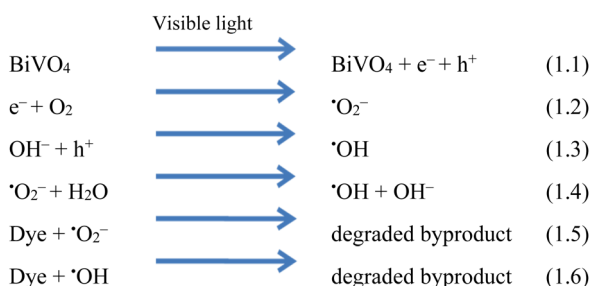 Visible light
BiVO₄ BiVO₄ + e⁻ + h⁺ (1.1)
e⁻ + O₂ •O₂⁻ (1.2)
OH⁻ + h⁺ •OH (1.3)
•O₂⁻ + H₂O •OH + OH⁻ (1.4)
Dye + •O₂⁻ degraded byproduct (1.5)
Dye + •OH degraded byproduct (1.6)